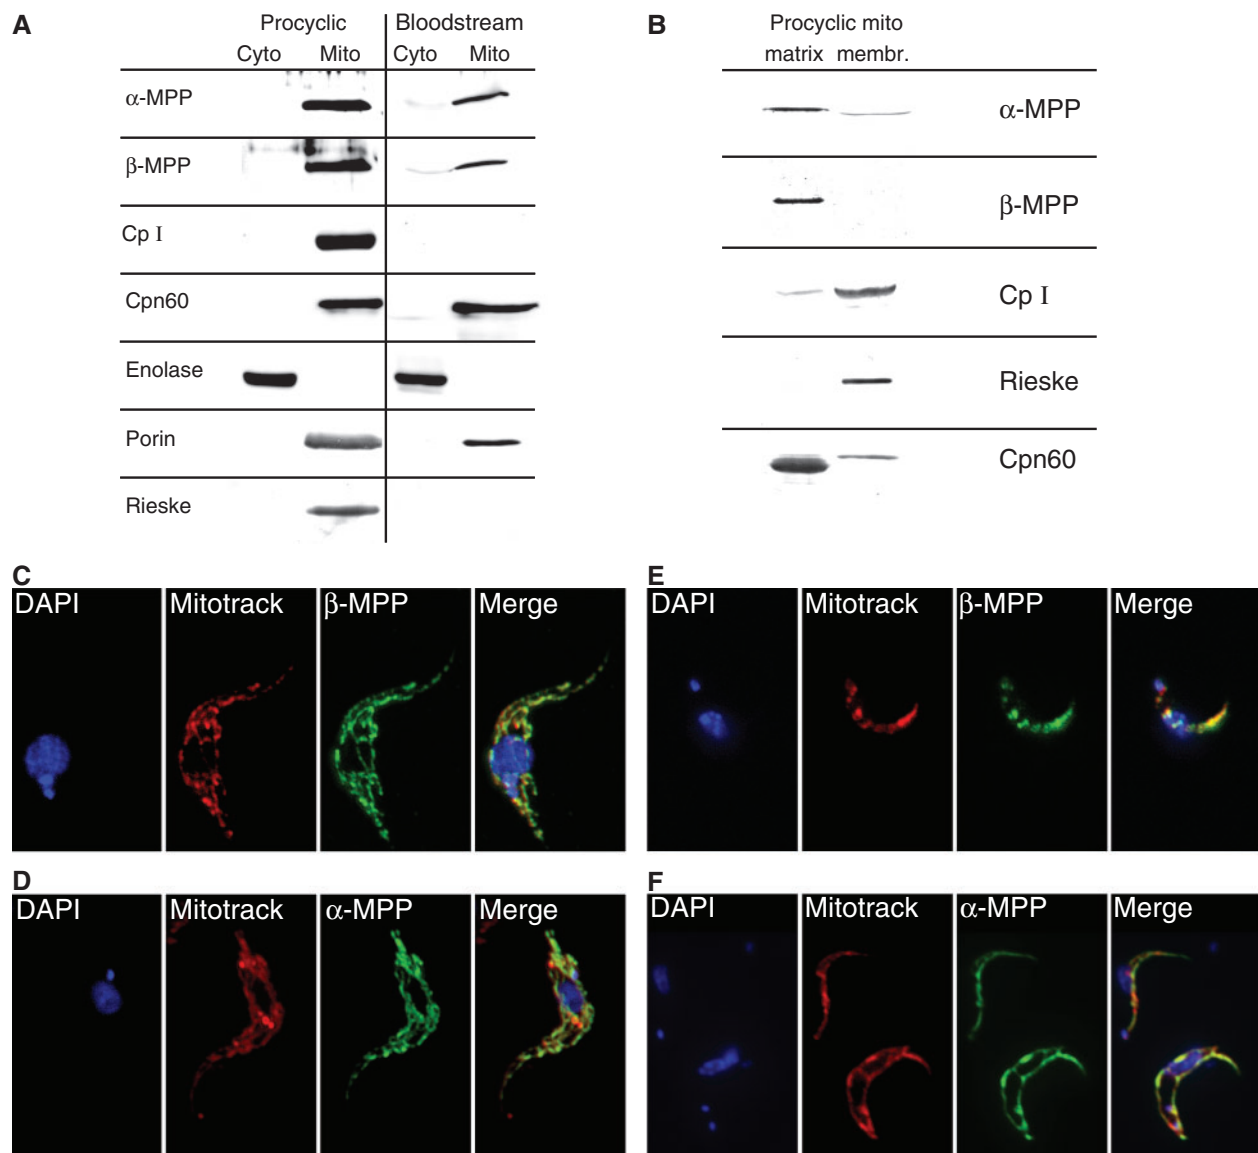 A
Procyclic Bloodstream
Cyto Mito Cyto Mito
α-MPP
β-MPP
Cp I
Cpn60
Enolase
Porin
Rieske
B
Procyclic mito
matrix membr.
α-MPP
β-MPP
Cp I
Rieske
Cpn60
C
DAPI Mitotrack β-MPP Merge
E
DAPI Mitotrack β-MPP Merge
D
DAPI Mitotrack α-MPP Merge
F
DAPI Mitotrack α-MPP Merge